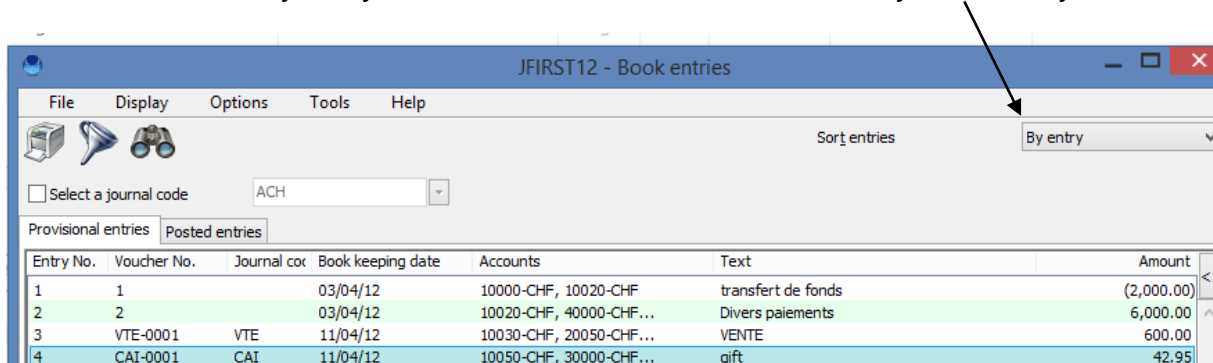 JFIRST12 - Book entries
File Display Options Tools Help
Sort entries By entry
Select a journal code ACH
Provisional entries Posted entries
Entry No. Voucher No. Journal coc Book keeping date Accounts Text Amount
1 1 03/04/12 10000-CHF, 10020-CHF transfert de fonds (2,000.00)
2 2 03/04/12 10020-CHF, 40000-CHF... Divers paiements 6,000.00
3 VTE-0001 VTE 11/04/12 10030-CHF, 20050-CHF... VENTE 600.00
4 CAI-0001 CAI 11/04/12 10050-CHF, 30000-CHF... gift 42.95